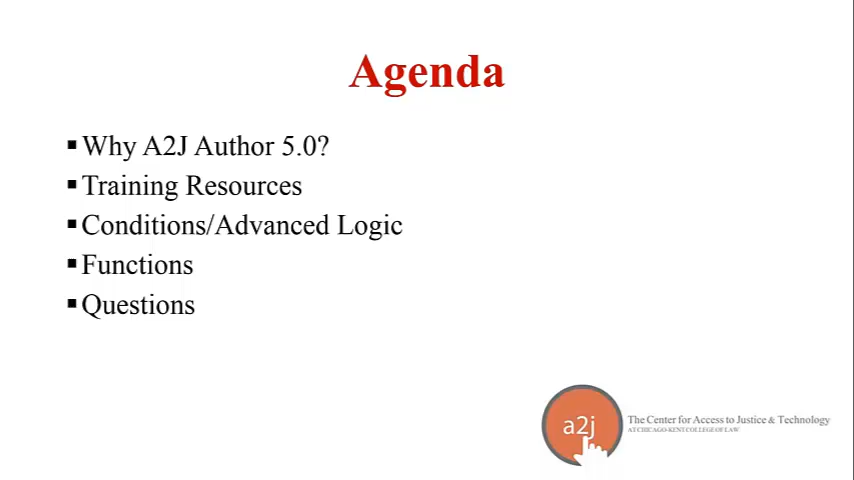 Agenda
▪Why A2J Author 5.0?
▪Training Resources
▪Conditions/Advanced Logic
▪Functions
▪Questions
a2j
The Center for Access to Justice & Technology
AT CHICAGO-KENT COLLEGE OF LAW